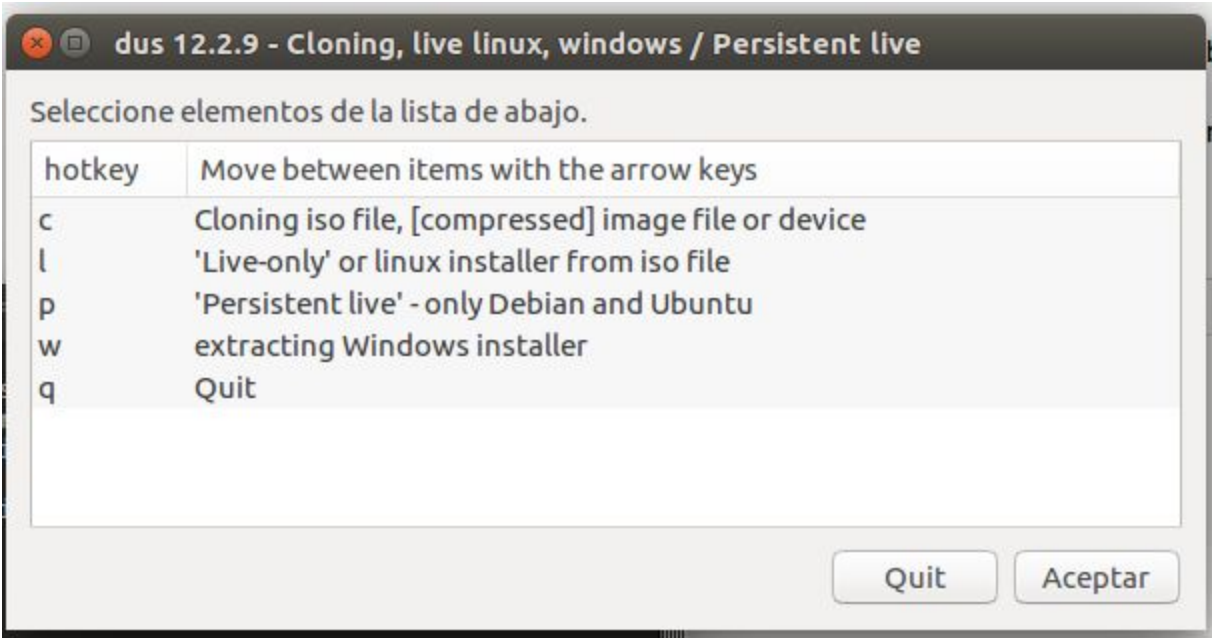 dus 12.2.9 - Cloning, live linux, windows / Persistent live
Seleccione elementos de la lista de abajo.
hotkey Move between items with the arrow keys
c Cloning iso file, [compressed] image file or device
l 'Live-only' or linux installer from iso file
p 'Persistent live' - only Debian and Ubuntu
w extracting Windows installer
q Quit
Quit Aceptar